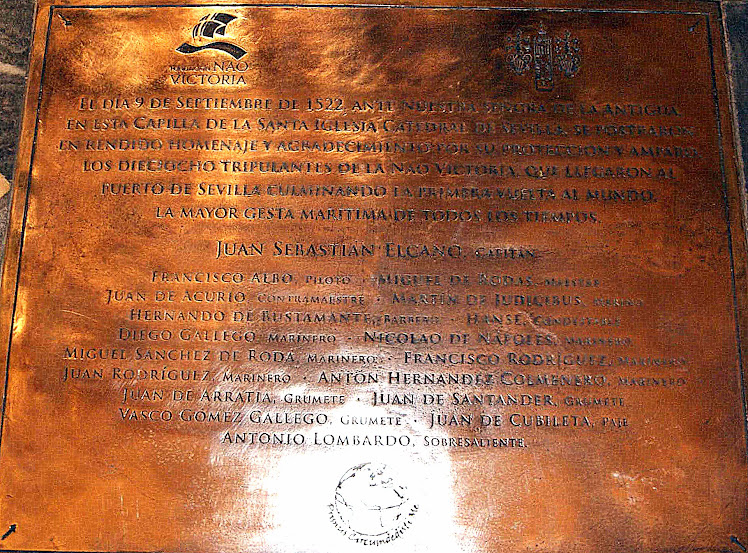 Fundación NAO
VICTORIA
El día 9 de Septiembre de 1522, ante Nuestra Señora de la Antigua,
en esta Capilla de la Santa Iglesia Catedral de Sevilla, se postraron
en rendido homenaje y agradecimiento por su protección y amparo
los dieciocho tripulantes de la Nao Victoria, que llegaron al
puerto de Sevilla culminando la primera vuelta al mundo,
la mayor gesta marítima de todos los tiempos.
Juan Sebastián Elcano, Capitán
Francisco Albo, Piloto · Miguel de Rodas, Maestre
Juan de Acurio, Contramaestre · Martín de Judicibus, Marino
Hernando de Bustamante, Barbero · Hanse, Condestable
Diego Gallego, Marinero · Nicolao de Nápoles, Marinero
Miguel Sánchez de Roda, Marinero · Francisco Rodríguez, Marinero
Juan Rodríguez, Marinero · Antón Hernández Colmenero, Marinero
Juan de Arratia, Grumete · Juan de Santander, Grumete
Vasco Gómez Gallego, Grumete · Juan de Cubileta, Paje
Antonio Lombardo, Sobresaliente.
Primus Circumdedisti Me